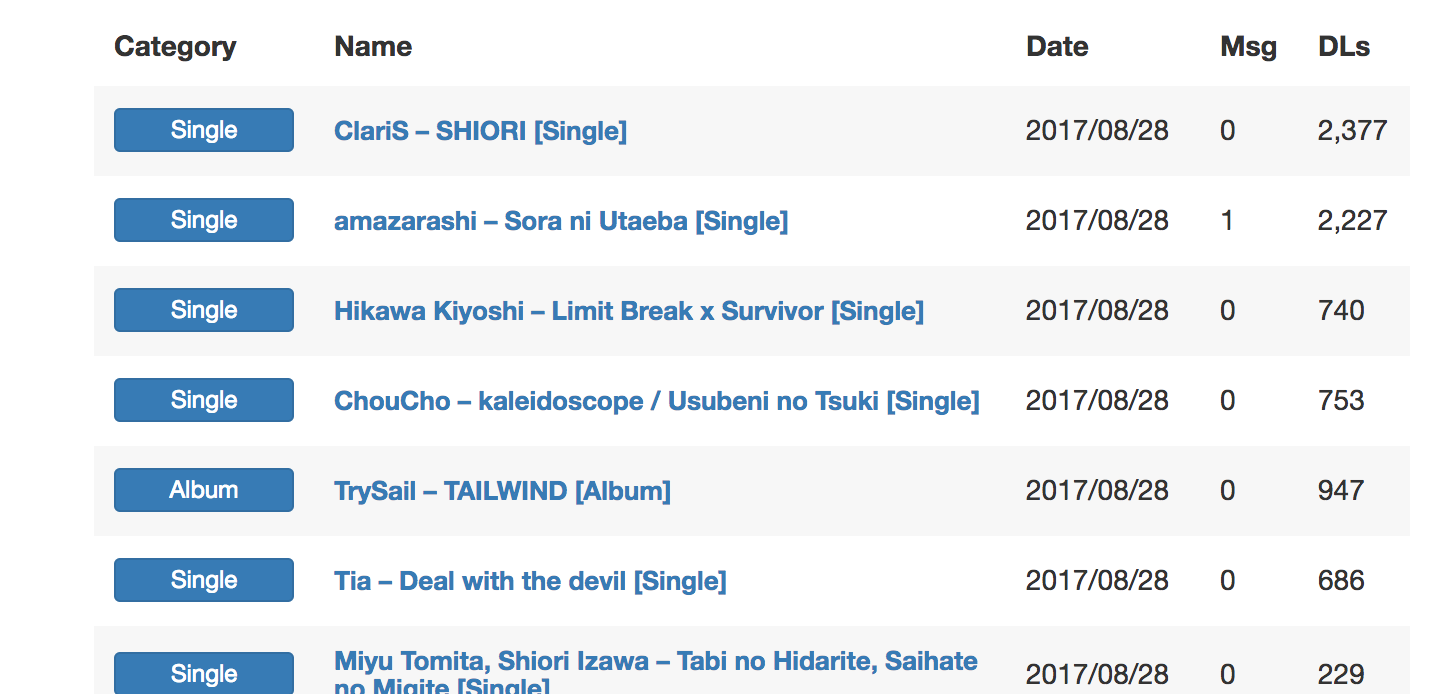 Category Name Date Msg DLs
Single ClariS – SHIORI [Single] 2017/08/28 0 2,377
Single amazarashi – Sora ni Utaeba [Single] 2017/08/28 1 2,227
Single Hikawa Kiyoshi – Limit Break x Survivor [Single] 2017/08/28 0 740
Single ChouCho – kaleidoscope / Usubeni no Tsuki [Single] 2017/08/28 0 753
Album TrySail – TAILWIND [Album] 2017/08/28 0 947
Single Tia – Deal with the devil [Single] 2017/08/28 0 686
Single Miyu Tomita, Shiori Izawa – Tabi no Hidarite, Saihate 2017/08/28 0 229
no Migite [Single]